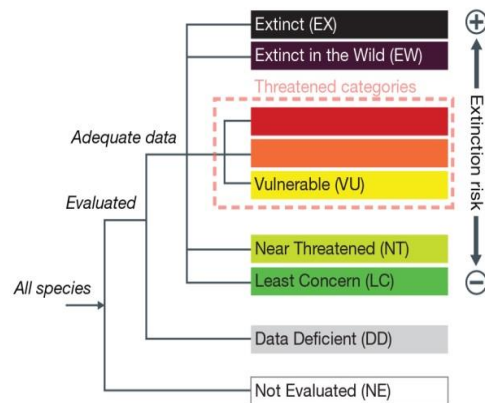 Extinct (EX)
Extinct in the Wild (EW)
Threatened categories
Adequate data
Vulnerable (VU)
Evaluated
Near Threatened (NT)
Least Concern (LC)
All species
Data Deficient (DD)
Not Evaluated (NE)
+
Extinction risk
−